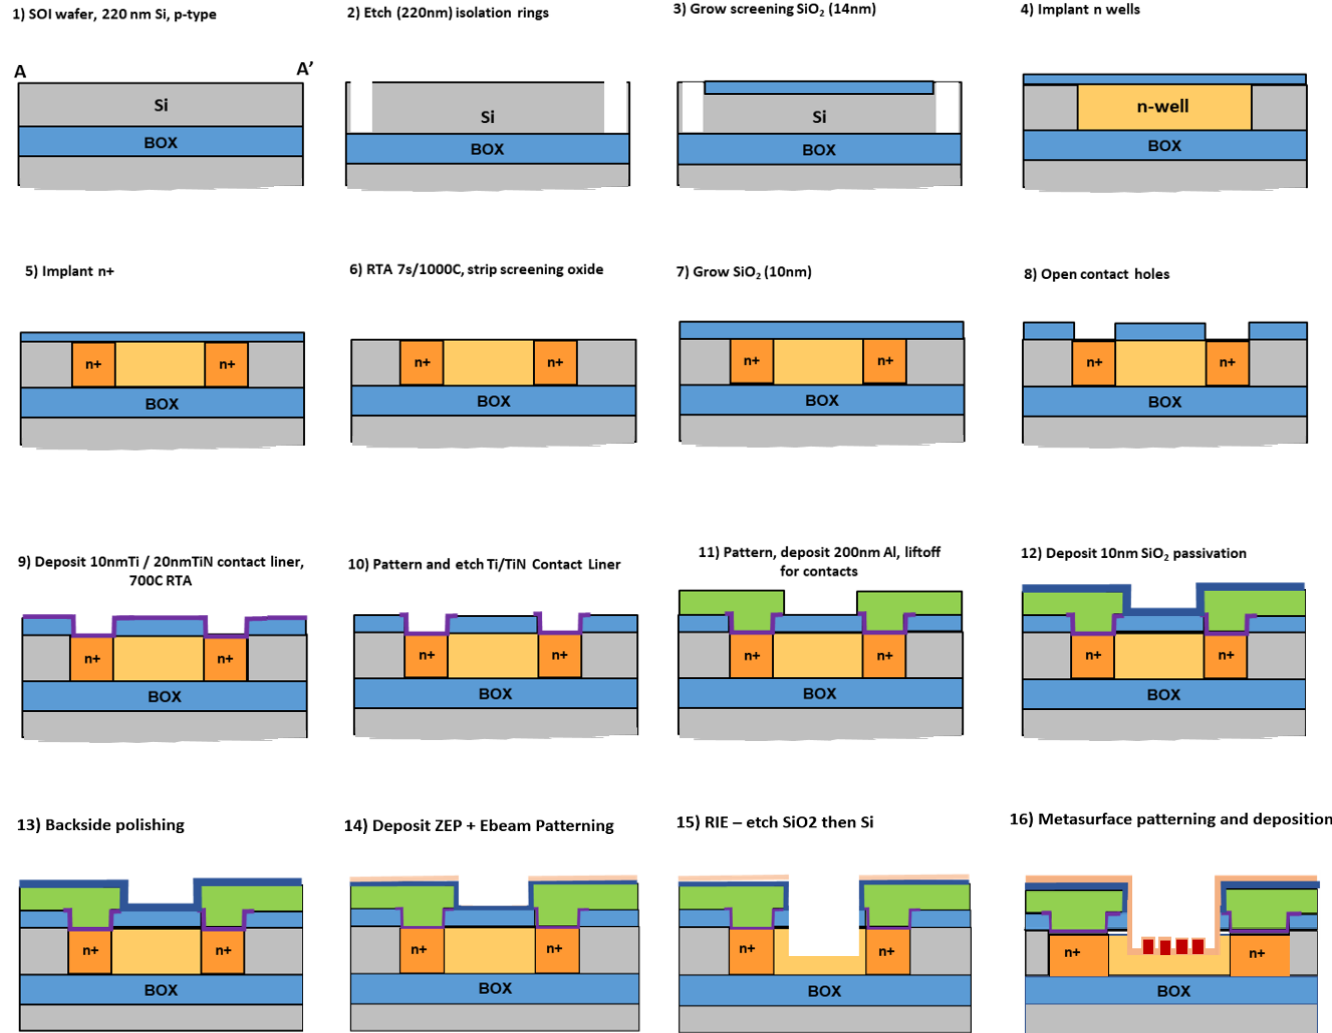 1) SOI wafer, 220 nm Si, p-type
2) Etch (220nm) isolation rings
3) Grow screening SiO₂ (14nm)
4) Implant n wells
A
A'
Si
BOX
Si
BOX
Si
BOX
n-well
BOX
5) Implant n+
6) RTA 7s/1000C, strip screening oxide
7) Grow SiO₂ (10nm)
8) Open contact holes
n+
n+
BOX
n+
n+
BOX
n+
n+
BOX
n+
n+
BOX
9) Deposit 10nmTi / 20nmTiN contact liner,
700C RTA
10) Pattern and etch Ti/TiN Contact Liner
11) Pattern, deposit 200nm Al, liftoff
for contacts
12) Deposit 10nm SiO₂ passivation
n+
n+
BOX
n+
n+
BOX
n+
n+
BOX
n+
n+
BOX
13) Backside polishing
14) Deposit ZEP + Ebeam Patterning
15) RIE – etch SiO2 then Si
16) Metasurface patterning and deposition
n+
n+
BOX
n+
n+
BOX
n+
n+
BOX
n+
n+
BOX